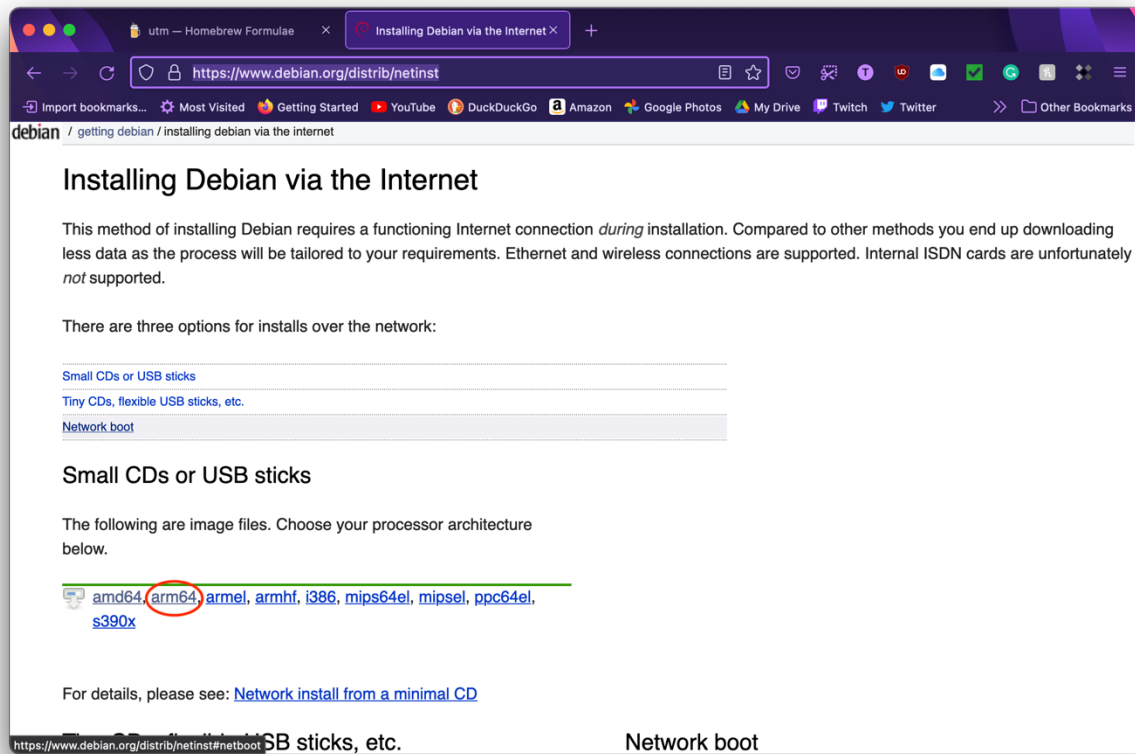 utm — Homebrew Formulae
Installing Debian via the Internet
https://www.debian.org/distrib/netinst
Import bookmarks... Most Visited Getting Started YouTube DuckDuckGo Amazon Google Photos My Drive Twitch Twitter Other Bookmarks
debian / getting debian / installing debian via the internet
Installing Debian via the Internet
This method of installing Debian requires a functioning Internet connection during installation. Compared to other methods you end up downloading
less data as the process will be tailored to your requirements. Ethernet and wireless connections are supported. Internal ISDN cards are unfortunately
not supported.
There are three options for installs over the network:
Small CDs or USB sticks
Tiny CDs, flexible USB sticks, etc.
Network boot
Small CDs or USB sticks
The following are image files. Choose your processor architecture
below.
amd64, arm64, armel, armhf, i386, mips64el, mipsel, ppc64el,
s390x
For details, please see: Network install from a minimal CD
SB sticks, etc. Network boot
https://www.debian.org/distrib/netinst#netboot